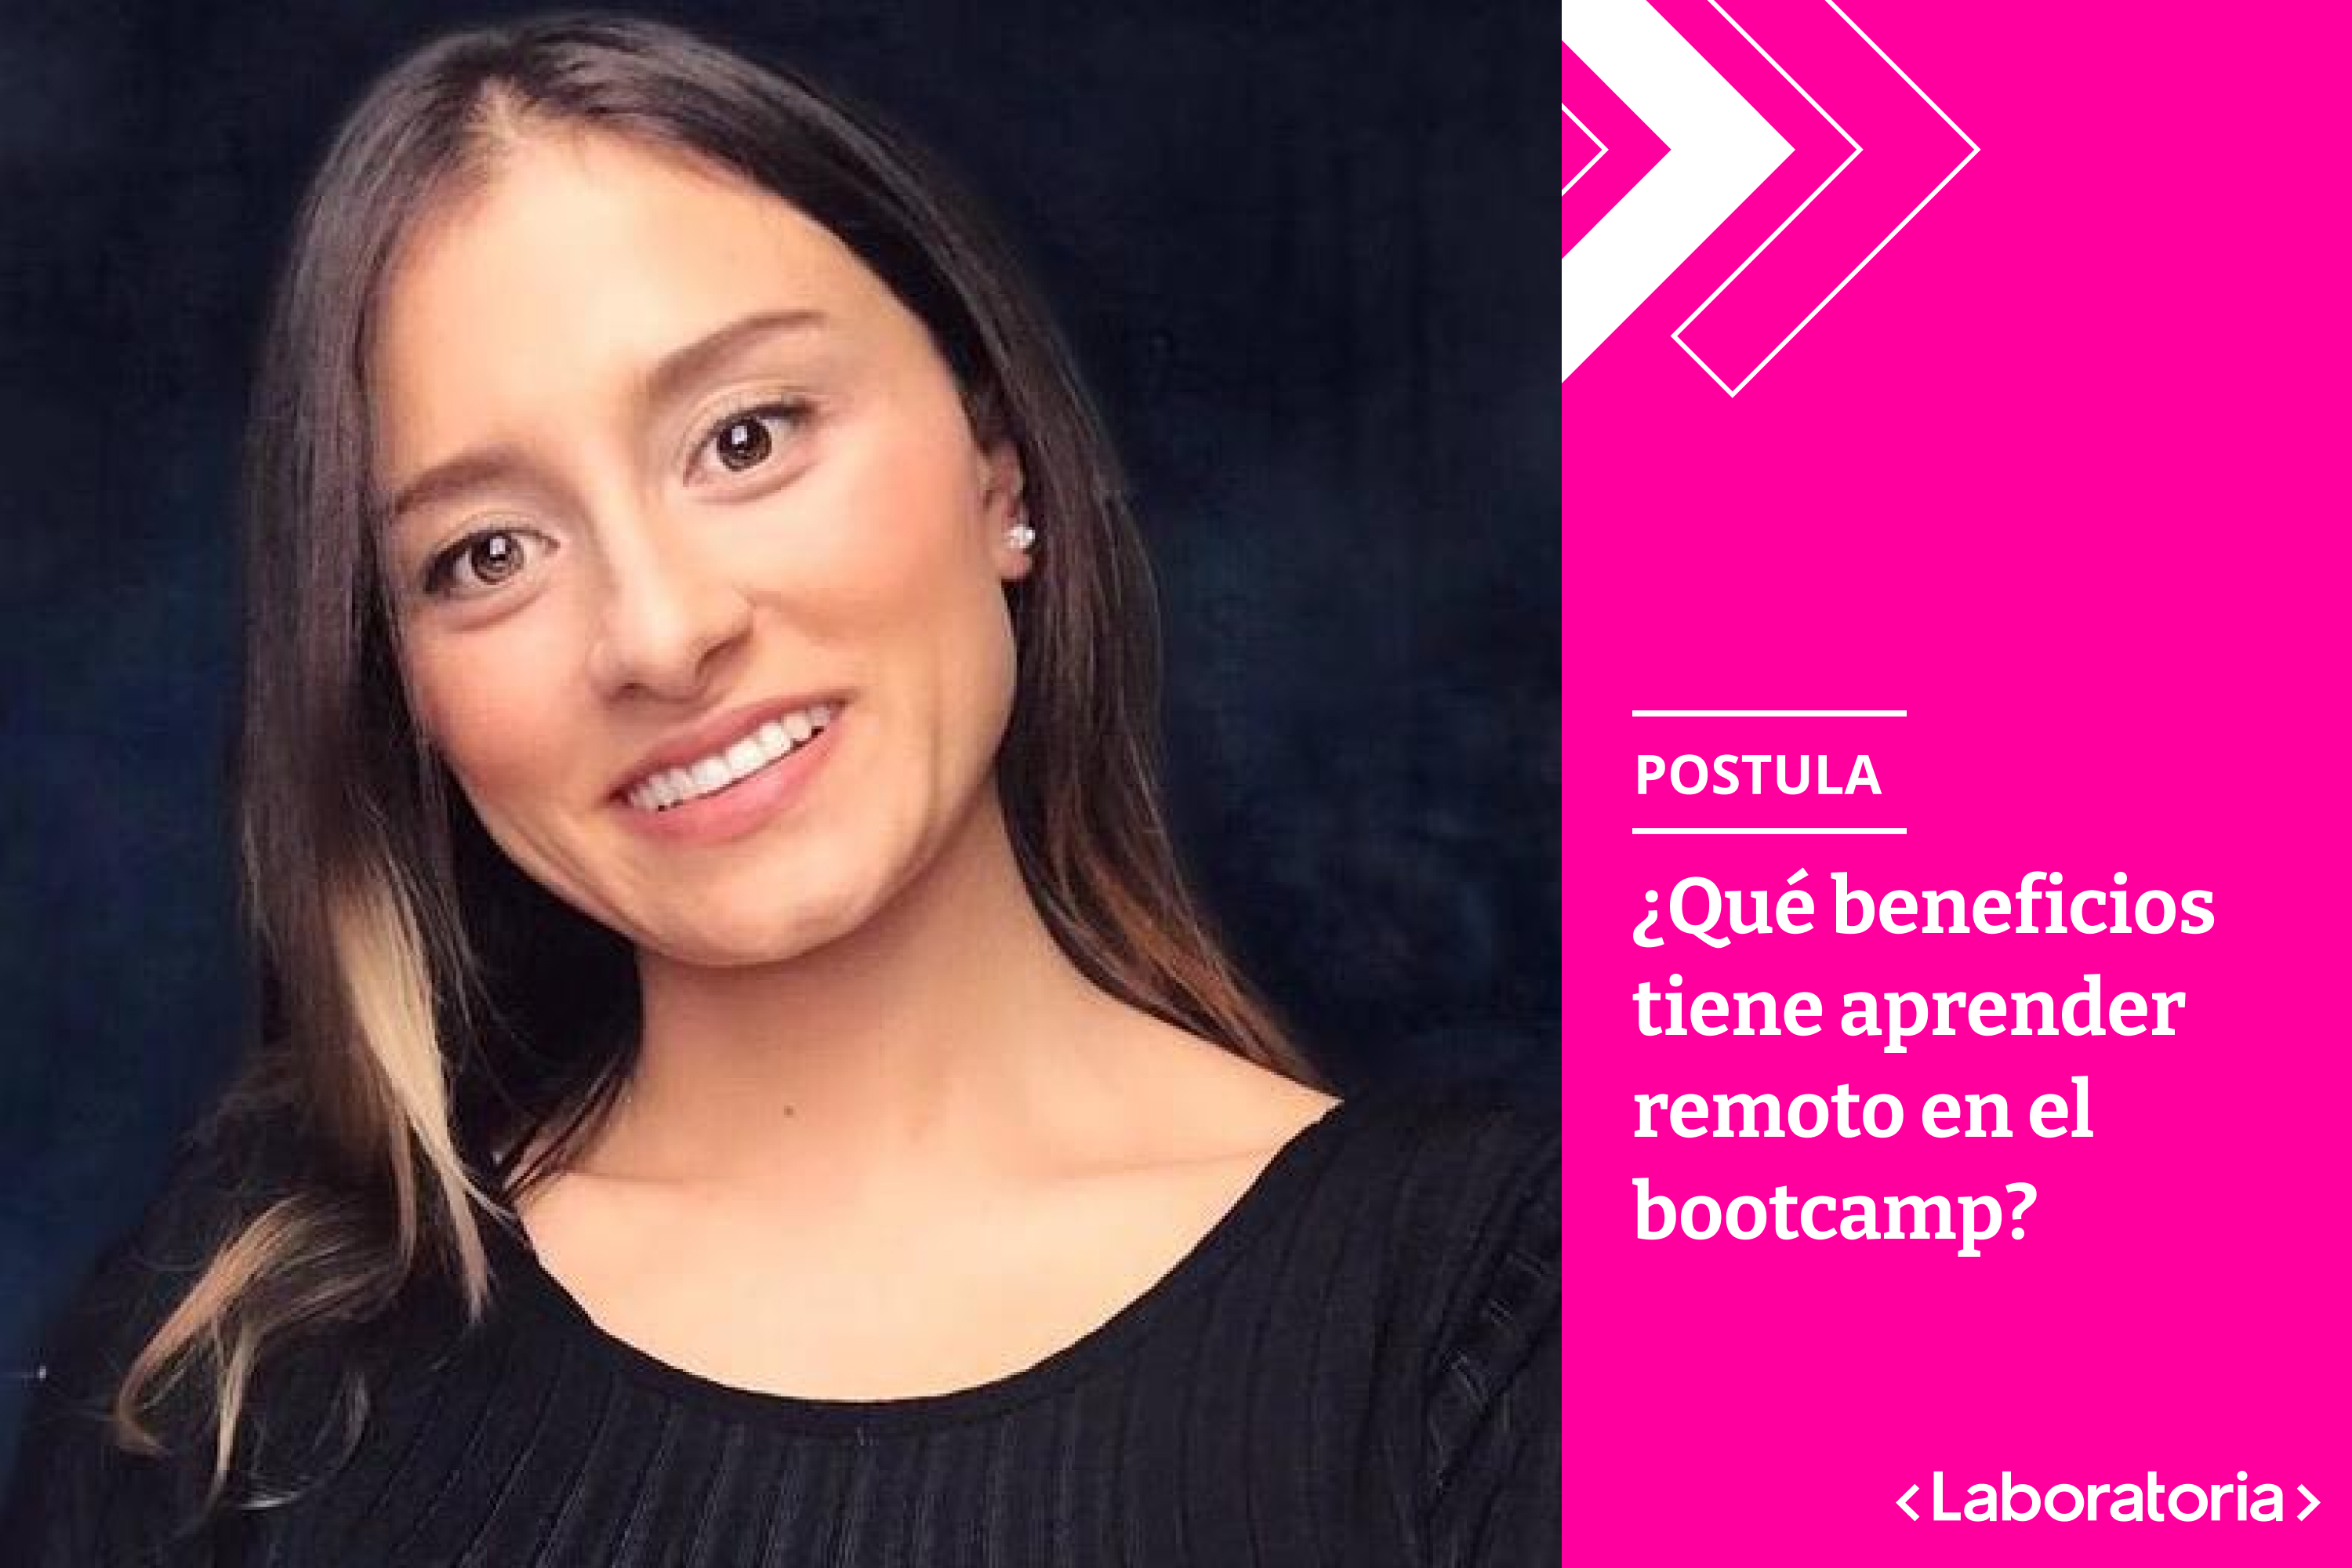 POSTULA
¿Qué beneficios
tiene aprender
remoto en el
bootcamp?
<Laboratoria>